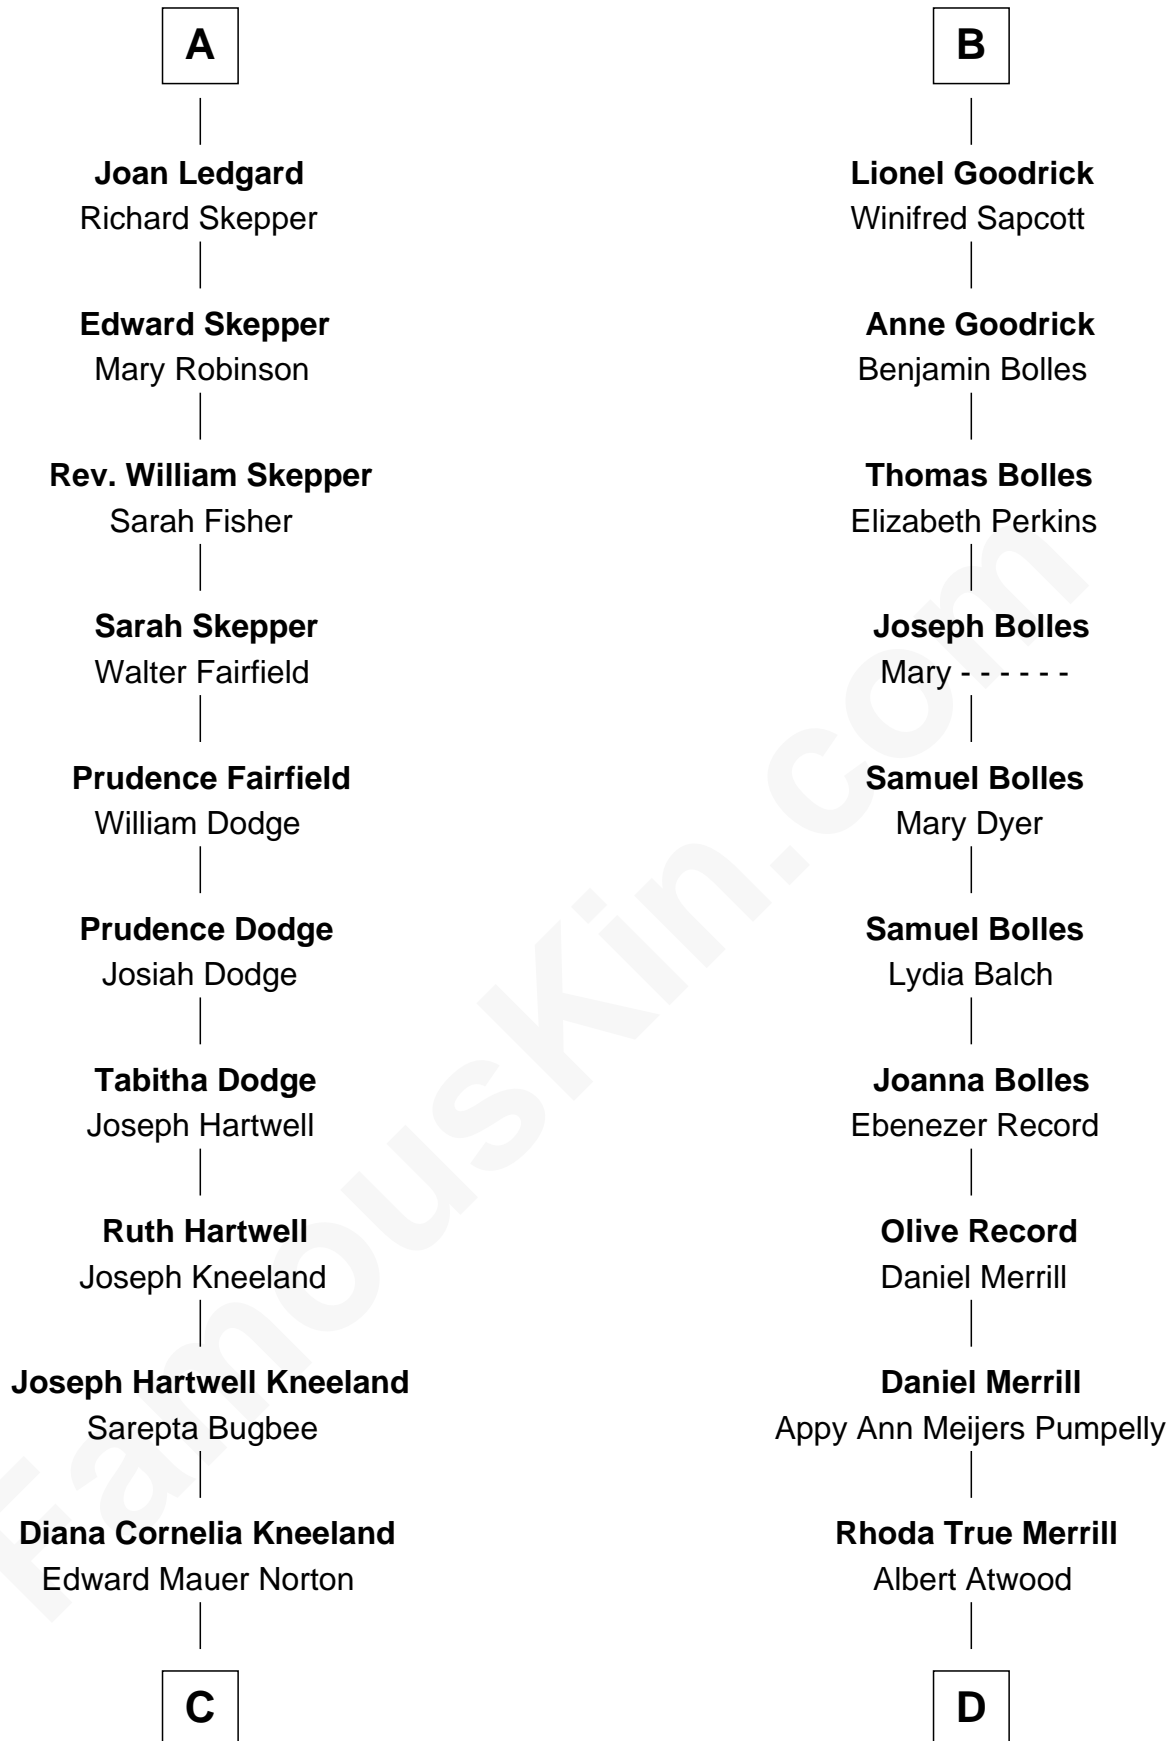 A
Joan Ledgard
Richard Skepper
Edward Skepper
Mary Robinson
Rev. William Skepper
Sarah Fisher
Sarah Skepper
Walter Fairfield
Prudence Fairfield
William Dodge
Prudence Dodge
Josiah Dodge
Tabitha Dodge
Joseph Hartwell
Ruth Hartwell
Joseph Kneeland
Joseph Hartwell Kneeland
Sarepta Bugbee
Diana Cornelia Kneeland
Edward Mauer Norton
C
B
Lionel Goodrick
Winifred Sapcott
Anne Goodrick
Benjamin Bolles
Thomas Bolles
Elizabeth Perkins
Joseph Bolles
Mary - - - - - -
Samuel Bolles
Mary Dyer
Samuel Bolles
Lydia Balch
Joanna Bolles
Ebenezer Record
Olive Record
Daniel Merrill
Daniel Merrill
Appy Ann Meijers Pumpelly
Rhoda True Merrill
Albert Atwood
D
FamousKin.com